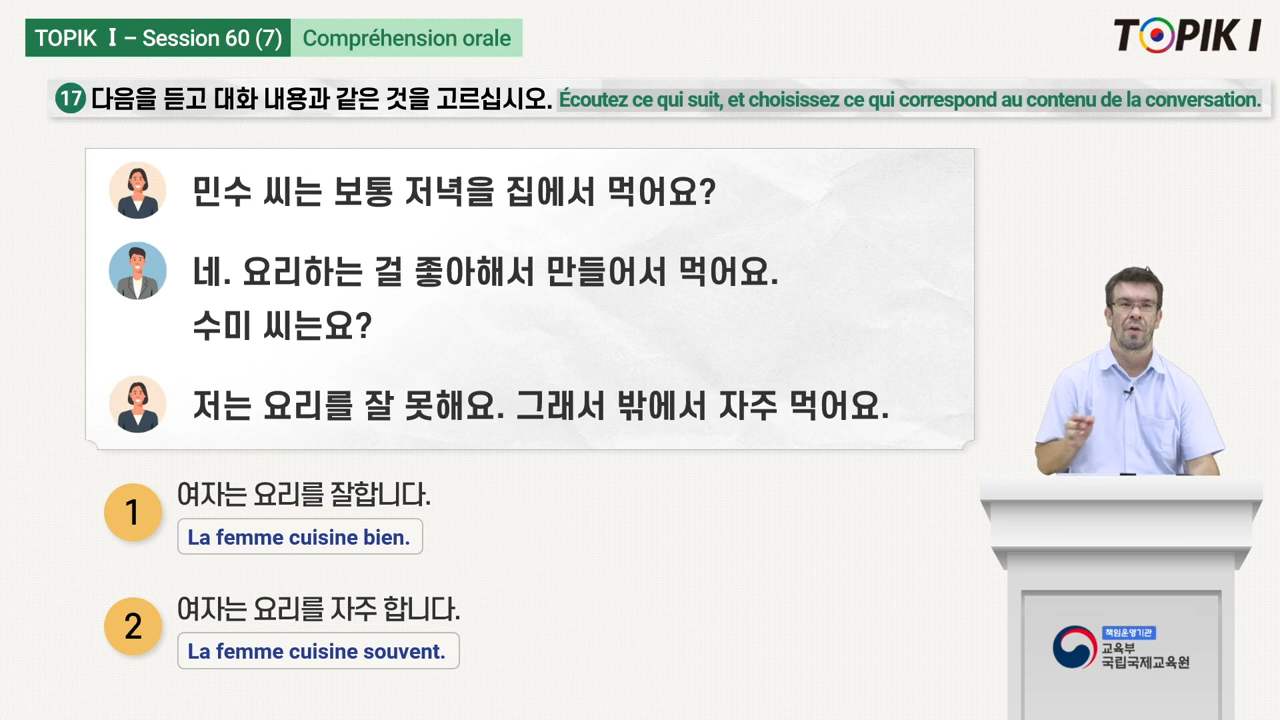 TOPIK Ⅰ – Session 60 (7) Compréhension orale
TOPIK I
17 다음을 듣고 대화 내용과 같은 것을 고르십시오. Écoutez ce qui suit, et choisissez ce qui correspond au contenu de la conversation.
민수 씨는 보통 저녁을 집에서 먹어요?
네. 요리하는 걸 좋아해서 만들어서 먹어요.
수미 씨는요?
저는 요리를 잘 못해요. 그래서 밖에서 자주 먹어요.
1 여자는 요리를 잘합니다.
La femme cuisine bien.
2 여자는 요리를 자주 합니다.
La femme cuisine souvent.
책임운영기관
교육부
국립국제교육원